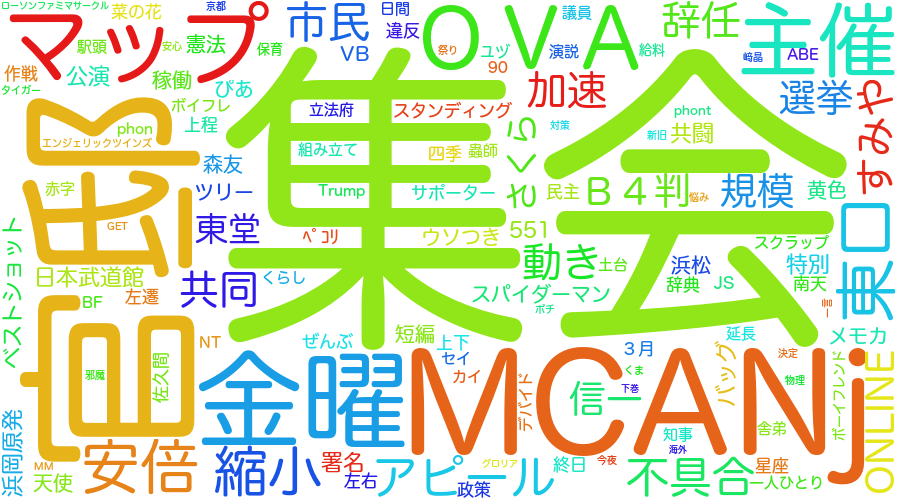 ローソンファミマサークル
菜の花
京都
マップ
市民
日間
違反
OVA
議員
辞任
主催
駅頭
安心
憲法
保育
VB
祭り
ユヅ
演説
給料
崎晶
ABE
作戦
タイガー
公演
稼働
ぴあ
90
加速
選挙
すみや
ボイフレ
立法府
スタンディング
phont
phon
上程
さくら
対策
新旧
共闘
エンジェリックツインズ
官邸
森友
組み立て
四季
蟲師
集会
赤字
ツリー
Trump
サポーター
民主
B4判
悩み
規模
黄色
GET
東堂
ペコリ
ウソつき
551
東口
スクラップ
ベストショット
日本武道館
くらし
動き
土台
浜松
特別
BF
左遷
共同
スパイダーマン
ポチ
辞典
JS
南天
一部
NT
ぜんぶ
短編
上下
延長
メモカ
邪魔
佐久間
金曜
セイ
カイ
3月
バッグ
決定
MCANj
くま
下巻
物理
ボーイフレンド
ONLINE
デバイド
信一
浜岡原発
安倍
縮小
署名
知事
舎弟
海外
MM
天使
左右
アピール
グロリア
政策
終日
今夜
不具合
星座
一人ひとり